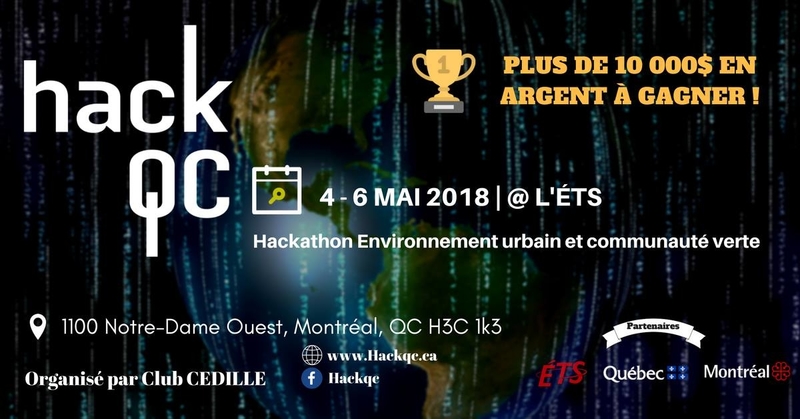 hack
QC
1
PLUS DE 10 000$ EN
ARGENT À GAGNER !
4 - 6 MAI 2018 | @ L'ÉTS
Hackathon Environnement urbain et communauté verte
1100 Notre-Dame Ouest, Montréal, QC H3C 1k3
www.Hackqc.ca
Organisé par Club CEDILLE
Hackqc
Partenaires
ÉTS
Québec
Montréal